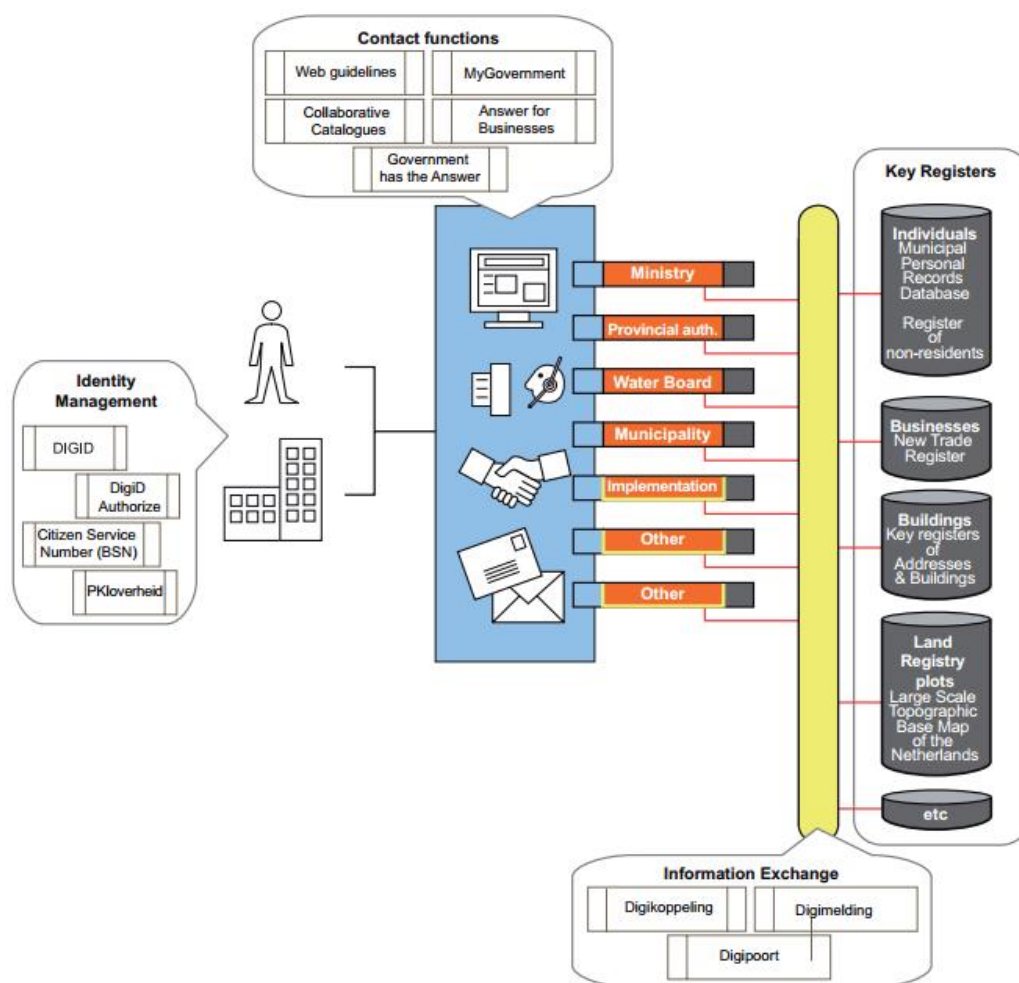 Contact functions
Web guidelines
MyGovernment
Collaborative
Catalogues
Answer for
Businesses
Government
has the Answer
Identity
Management
DIGID
DigiD
Authorize
Citizen Service
Number (BSN)
PKIoverheid
Ministry
Provincial auth.
Water Board
Municipality
Implementation
Other
Other
Key Registers
Individuals
Municipal
Personal
Records
Database
Register
of
non-residents
Businesses
New Trade
Register
Buildings
Key registers
of
Addresses
& Buildings
Land
Registry
plots
Large Scale
Topographic
Base Map
of the
Netherlands
etc
Information Exchange
Digikoppeling
Digimelding
Digipoort